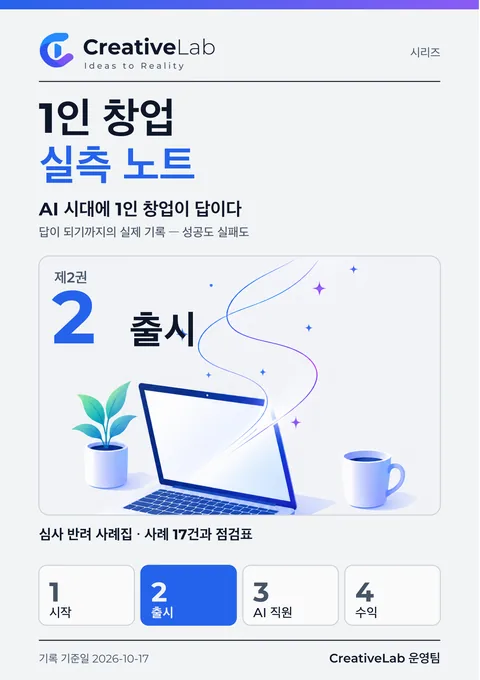 CreativeLab
Ideas to Reality
시리즈
1인 창업
실측 노트
AI 시대에 1인 창업이 답이다
답이 되기까지의 실제 기록 — 성공도 실패도
제2권
2 출시
심사 반려 사례집 · 사례 17건과 점검표
1
시작
2
출시
3
AI 직원
4
수익
기록 기준일 2026-10-17
CreativeLab 운영팀